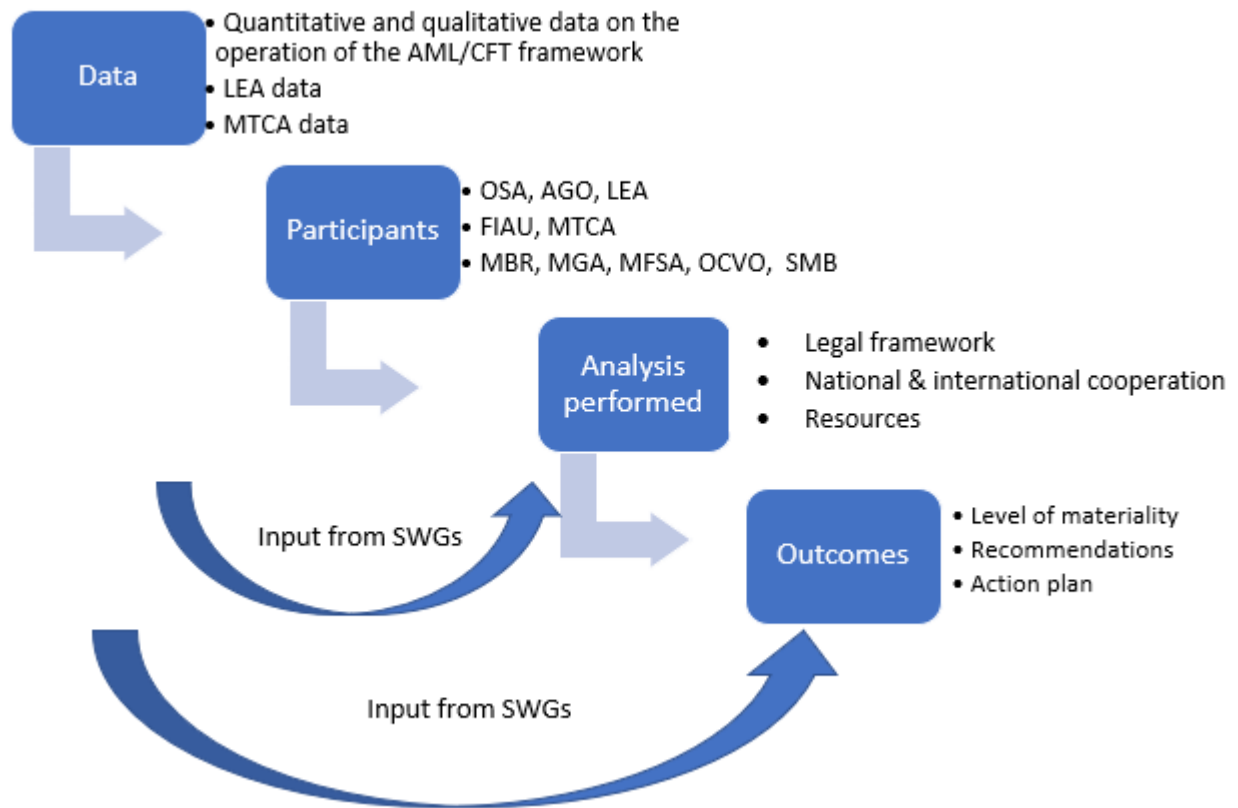 • Quantitative and qualitative data on the
operation of the AML/CFT framework
Data
• LEA data
• MTCA data
• OSA, AGO, LEA
Participants
• FIAU, MTCA
• MBR, MGA, MFSA, OCVO, SMB
Analysis
performed
• Legal framework
• National & international cooperation
• Resources
Input from SWGs
Outcomes
• Level of materiality
• Recommendations
• Action plan
Input from SWGs